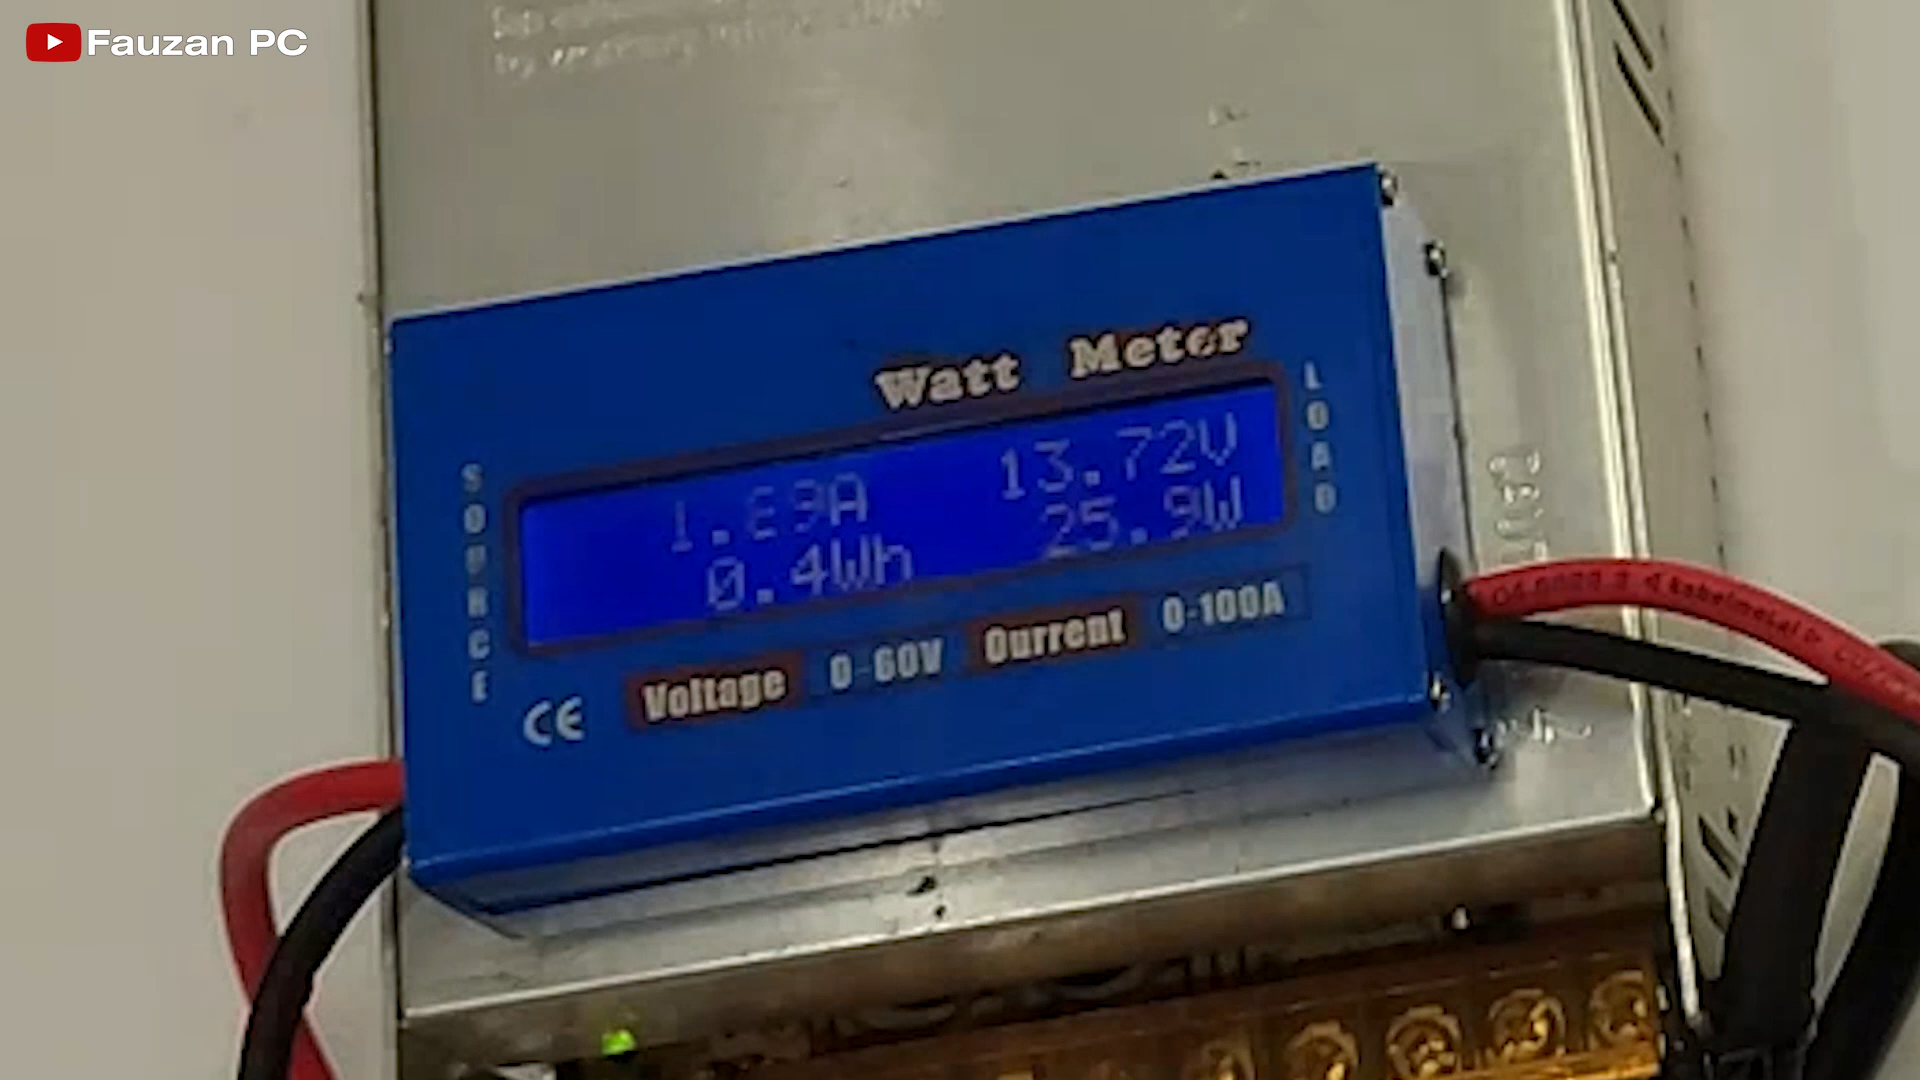 Fauzan PC
Watt Meter
SOURCE
LOAD
1.89A 13.72V
0.4Wh 25.9W
CE Voltage 0-60V Current 0-100A